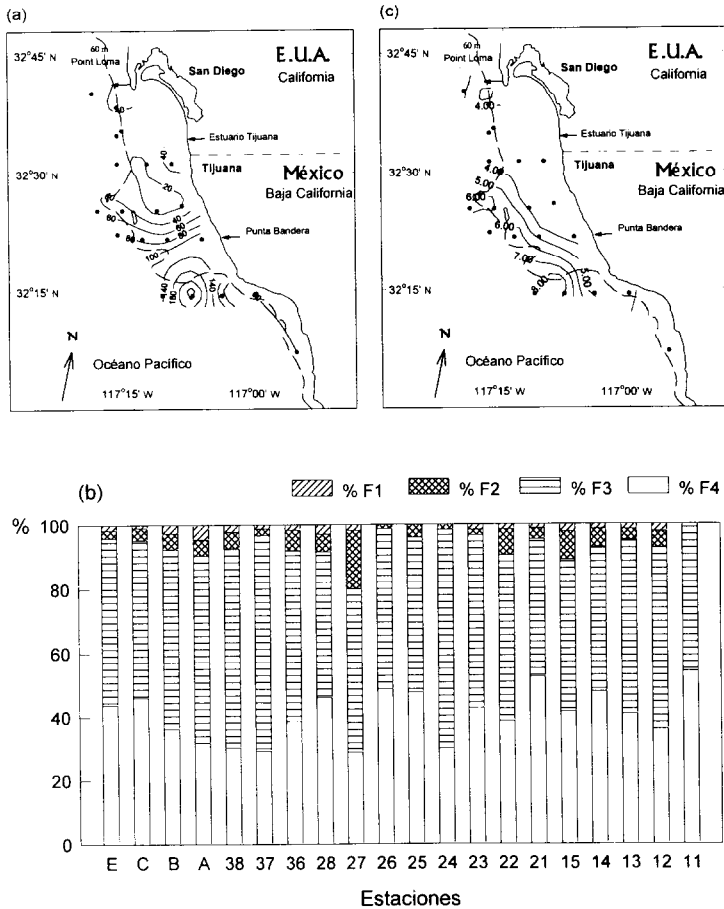 (a)
60 m
Point Loma
32°45' N
San Diego
E.U.A.
California
Estuario Tijuana
Tijuana
México
Baja California
32°30' N
40
20
40
60
80
100
140
180
140
Punta Bandera
32°15' N
N
Océano Pacífico
117°15' W
117°00' W
(c)
60 m
Point Loma
32°45' N
San Diego
E.U.A.
California
4.00
Estuario Tijuana
Tijuana
México
Baja California
32°30' N
4.00
5.00
6.00
6.00
7.00
8.00
5.00
Punta Bandera
32°15' N
N
Océano Pacífico
117°15' W
117°00' W
(b)
% F1
% F2
% F3
% F4
%
100
80
60
40
20
0
E C B A 38 37 36 28 27 26 25 24 23 22 21 15 14 13 12 11
Estaciones